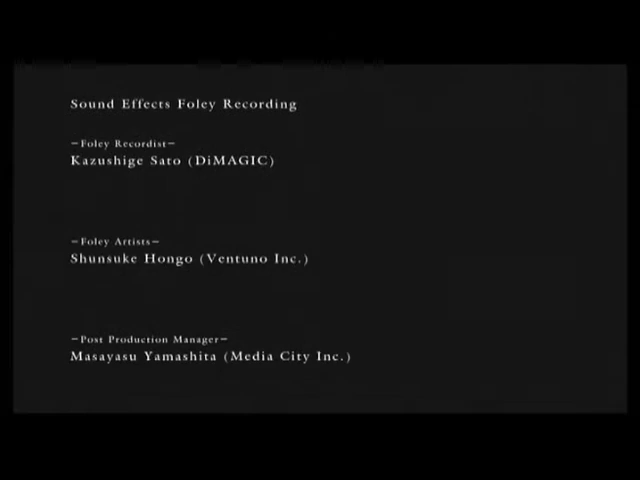 Sound Effects Foley Recording
-Foley Recordist-
Kazushige Sato (DiMAGIC)
-Foley Artists-
Shunsuke Hongo (Ventuno Inc.)
-Post Production Manager-
Masayasu Yamashita (Media City Inc.)